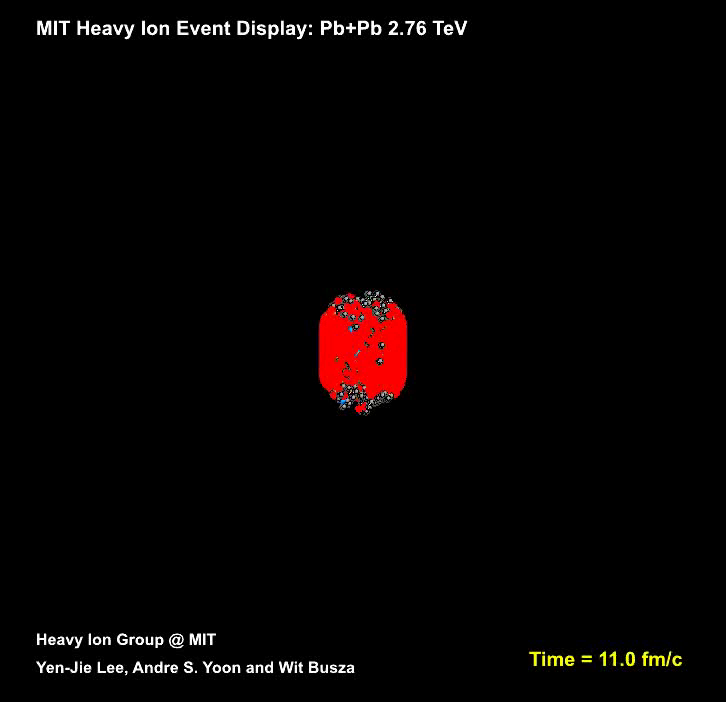 MIT Heavy Ion Event Display: Pb+Pb 2.76 TeV
Heavy Ion Group @ MIT
Yen-Jie Lee, Andre S. Yoon and Wit Busza
Time = 11.0 fm/c